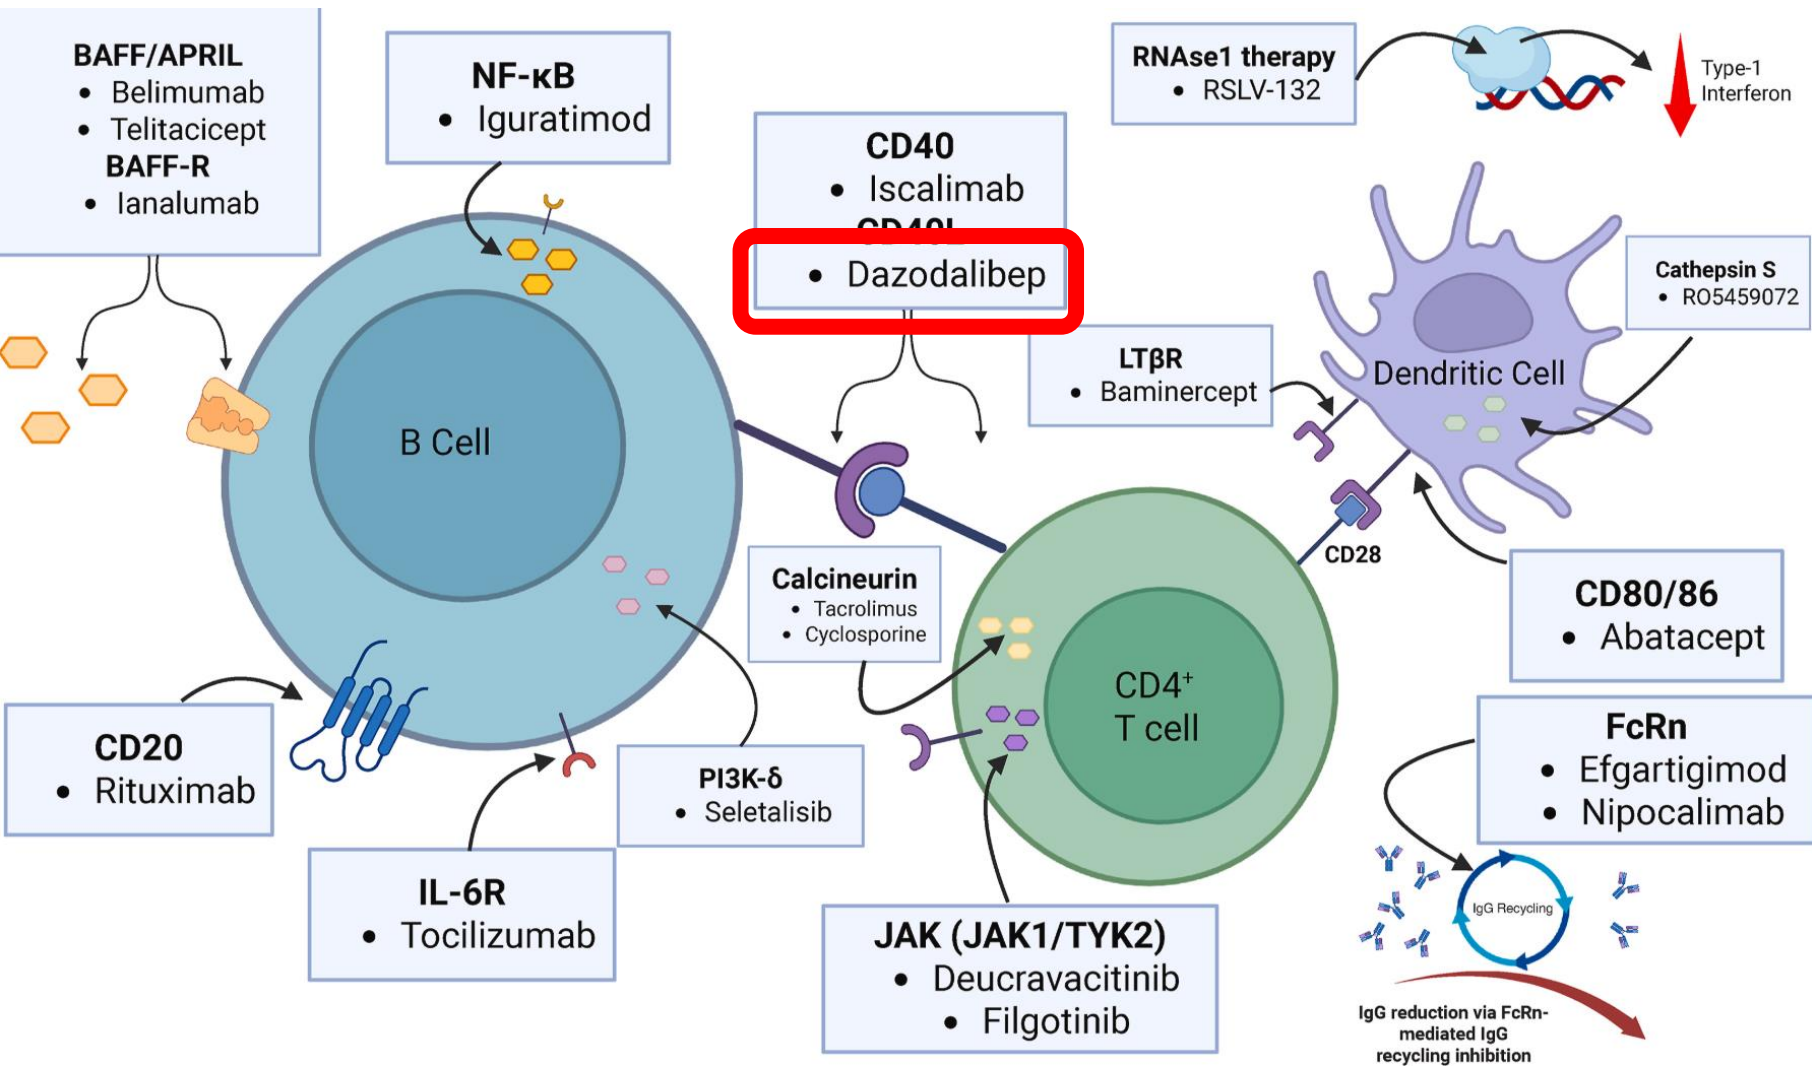 BAFF/APRIL
• Belimumab
• Telitacicept
BAFF-R
• Ianalumab
NF-κB
• Iguratimod
CD40
• Iscalimab
CD40L
• Dazodalibep
RNAse1 therapy
• RSLV-132
Type-1
Interferon
Cathepsin S
• RO5459072
LTβR
• Baminercept
Dendritic Cell
B Cell
CD28
CD80/86
• Abatacept
Calcineurin
• Tacrolimus
• Cyclosporine
CD4⁺
T cell
CD20
• Rituximab
PI3K-δ
• Seletalisib
IL-6R
• Tocilizumab
JAK (JAK1/TYK2)
• Deucravacitinib
• Filgotinib
FcRn
• Efgartigimod
• Nipocalimab
IgG Recycling
IgG reduction via FcRn-
mediated IgG
recycling inhibition